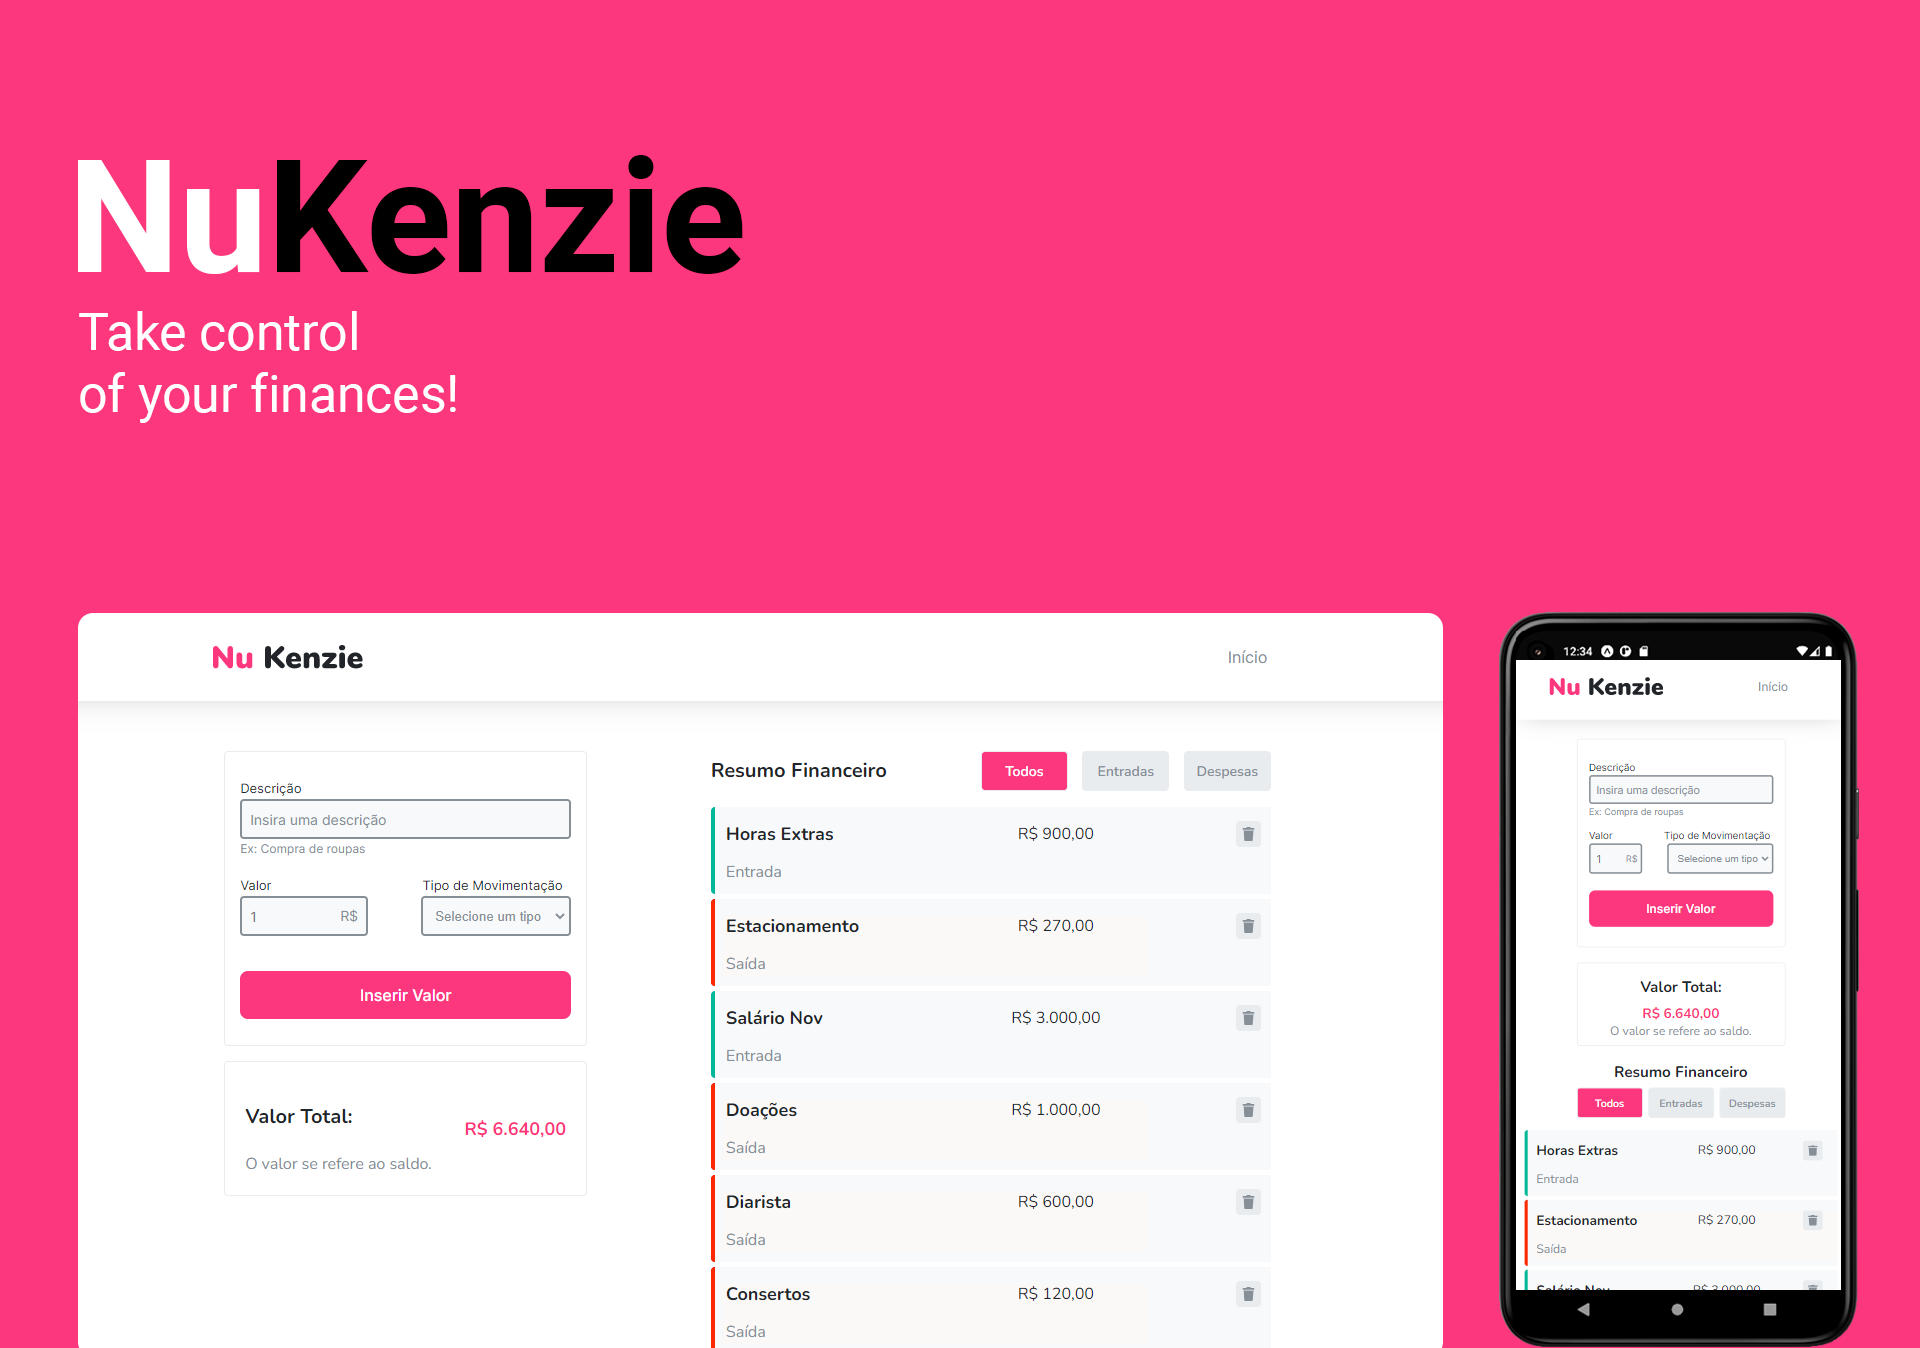 NuKenzie
Take control
of your finances!
Nu Kenzie
Início
Descrição
Insira uma descrição
Ex: Compra de roupas
Valor
Tipo de Movimentação
1
R$
Selecione um tipo
Inserir Valor
Valor Total:
R$ 6.640,00
O valor se refere ao saldo.
Resumo Financeiro
Todos
Entradas
Despesas
Horas Extras
R$ 900,00
Entrada
Estacionamento
R$ 270,00
Saída
Salário Nov
R$ 3.000,00
Entrada
Doações
R$ 1.000,00
Saída
Diarista
R$ 600,00
Saída
Consertos
R$ 120,00
Saída
12:34
Nu Kenzie
Início
Descrição
Insira uma descrição
Ex: Compra de roupas
Valor
Tipo de Movimentação
1
R$
Selecione um tipo
Inserir Valor
Valor Total:
R$ 6.640,00
O valor se refere ao saldo.
Resumo Financeiro
Todos
Entradas
Despesas
Horas Extras
R$ 900,00
Entrada
Estacionamento
R$ 270,00
Saída
Salário Nov
R$ 3.000,00